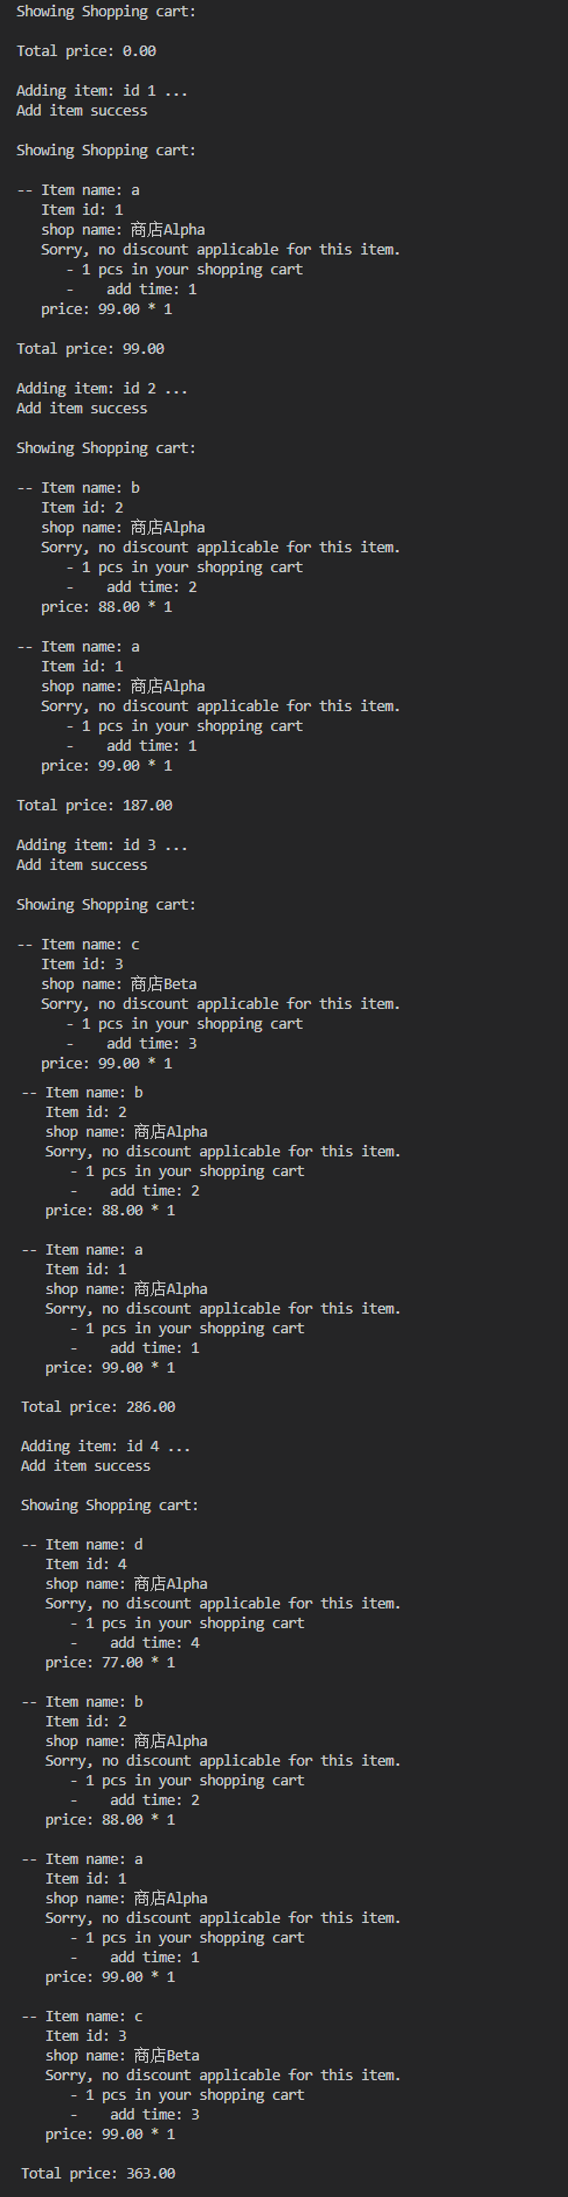 Showing Shopping cart:
Total price: 0.00
Adding item: id 1 ...
Add item success
Showing Shopping cart:
-- Item name: a
Item id: 1
shop name: 商店Alpha
Sorry, no discount applicable for this item.
- 1 pcs in your shopping cart
-    add time: 1
price: 99.00 * 1
Total price: 99.00
Adding item: id 2 ...
Add item success
Showing Shopping cart:
-- Item name: b
Item id: 2
shop name: 商店Alpha
Sorry, no discount applicable for this item.
- 1 pcs in your shopping cart
-    add time: 2
price: 88.00 * 1
-- Item name: a
Item id: 1
shop name: 商店Alpha
Sorry, no discount applicable for this item.
- 1 pcs in your shopping cart
-    add time: 1
price: 99.00 * 1
Total price: 187.00
Adding item: id 3 ...
Add item success
Showing Shopping cart:
-- Item name: c
Item id: 3
shop name: 商店Beta
Sorry, no discount applicable for this item.
- 1 pcs in your shopping cart
-    add time: 3
price: 99.00 * 1
-- Item name: b
Item id: 2
shop name: 商店Alpha
Sorry, no discount applicable for this item.
- 1 pcs in your shopping cart
-    add time: 2
price: 88.00 * 1
-- Item name: a
Item id: 1
shop name: 商店Alpha
Sorry, no discount applicable for this item.
- 1 pcs in your shopping cart
-    add time: 1
price: 99.00 * 1
Total price: 286.00
Adding item: id 4 ...
Add item success
Showing Shopping cart:
-- Item name: d
Item id: 4
shop name: 商店Alpha
Sorry, no discount applicable for this item.
- 1 pcs in your shopping cart
-    add time: 4
price: 77.00 * 1
-- Item name: b
Item id: 2
shop name: 商店Alpha
Sorry, no discount applicable for this item.
- 1 pcs in your shopping cart
-    add time: 2
price: 88.00 * 1
-- Item name: a
Item id: 1
shop name: 商店Alpha
Sorry, no discount applicable for this item.
- 1 pcs in your shopping cart
-    add time: 1
price: 99.00 * 1
-- Item name: c
Item id: 3
shop name: 商店Beta
Sorry, no discount applicable for this item.
- 1 pcs in your shopping cart
-    add time: 3
price: 99.00 * 1
Total price: 363.00